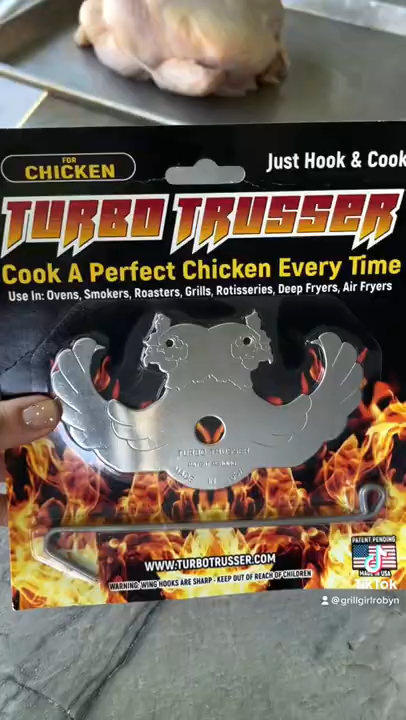 FOR
CHICKEN
Just Hook & Cook
TURBO TRUSSER
Cook A Perfect Chicken Every Time
Use In: Ovens, Smokers, Roasters, Grills, Rotisseries, Deep Fryers, Air Fryers
TURBO TRUSSER
MADE IN USA
WWW.TURBOTRUSSER.COM
WARNING: WING HOOKS ARE SHARP - KEEP OUT OF REACH OF CHILDREN
PATENT PENDING
MADE IN USA
TikTok
@grillgirlrobyn